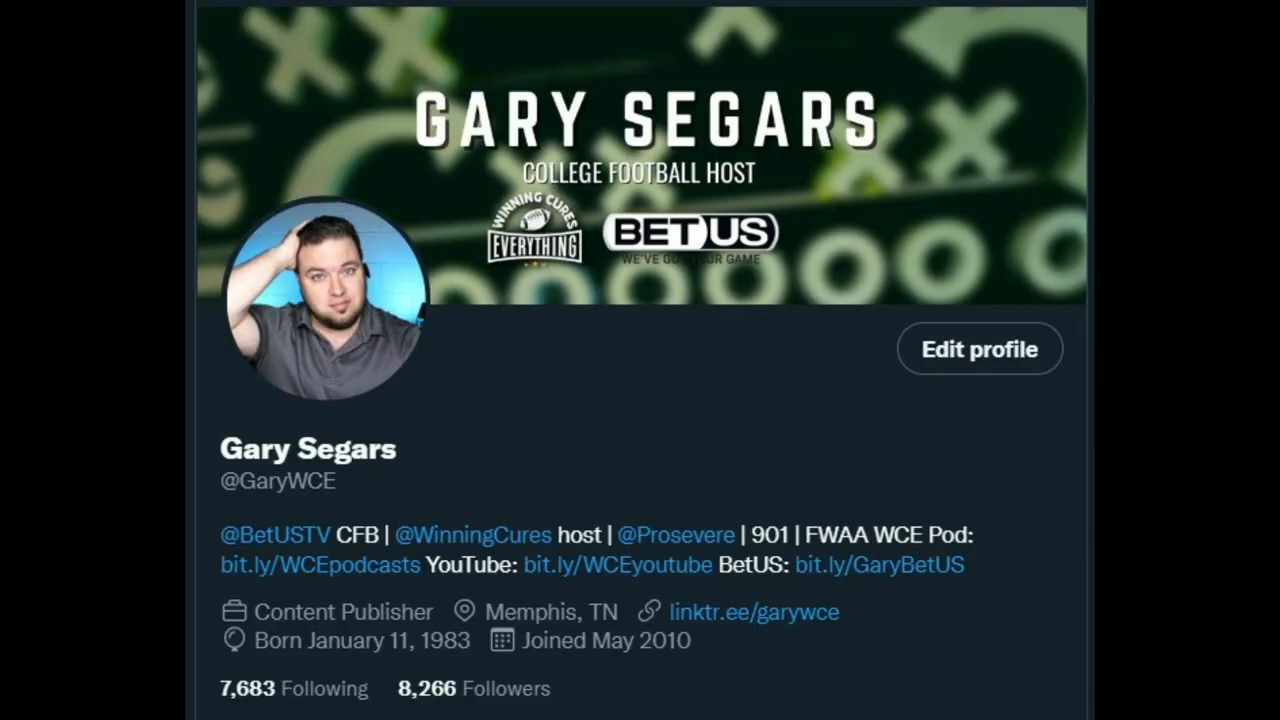 GARY SEGARS
COLLEGE FOOTBALL HOST
WINNING CURES
EVERYTHING
BETUS
WE'VE GOT YOUR GAME
Edit profile
Gary Segars
@GaryWCE
@BetUSTV CFB | @WinningCures host | @Prosevere | 901 | FWAA WCE Pod:
bit.ly/WCEpodcasts YouTube: bit.ly/WCEyoutube BetUS: bit.ly/GaryBetUS
Content Publisher Memphis, TN linktr.ee/garywce
Born January 11, 1983 Joined May 2010
7,683 Following 8,266 Followers